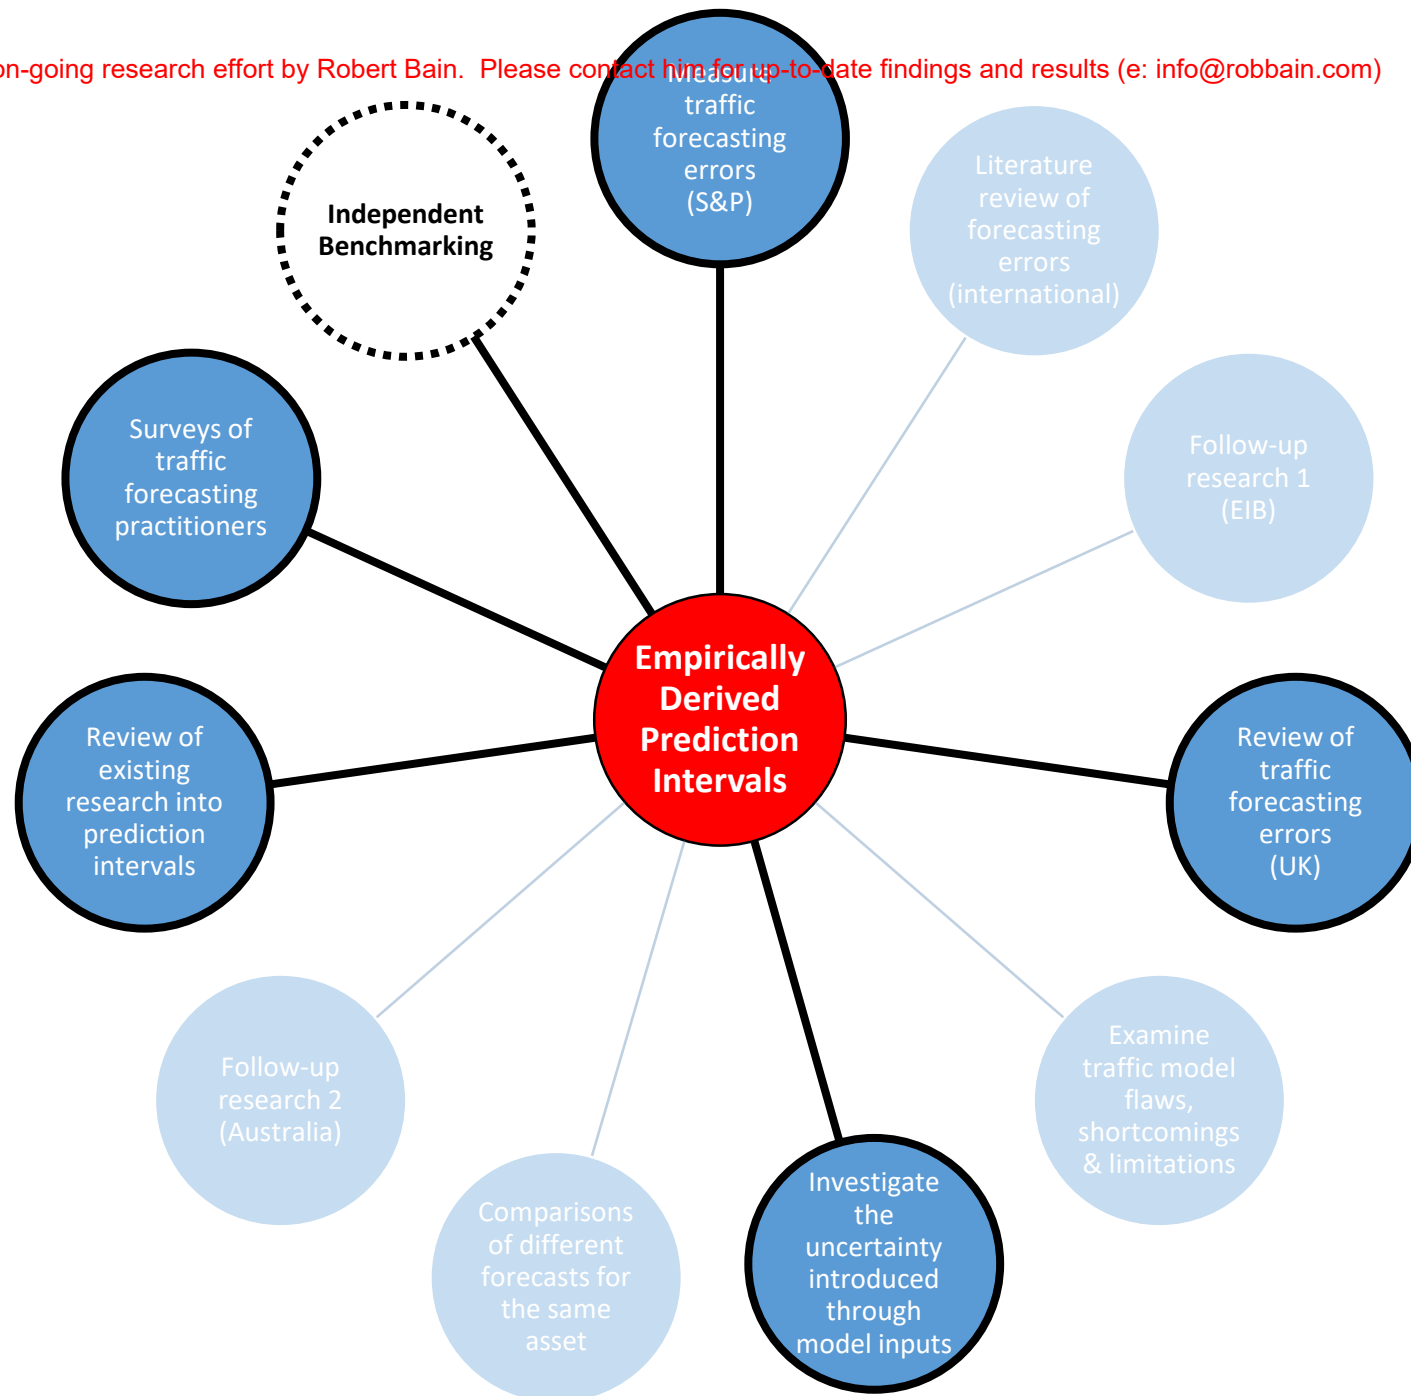 on-going research effort by Robert Bain. Please contact him for up-to-date findings and results (e: info@robbain.com)
Measure
traffic
forecasting
errors
(S&P)
Literature
review of
forecasting
errors
(international)
Follow-up
research 1
(EIB)
Review of
traffic
forecasting
errors
(UK)
Examine
traffic model
flaws,
shortcomings
& limitations
Investigate
the
uncertainty
introduced
through
model inputs
Comparisons
of different
forecasts for
the same
asset
Follow-up
research 2
(Australia)
Review of
existing
research into
prediction
intervals
Surveys of
traffic
forecasting
practitioners
Independent
Benchmarking
Empirically
Derived
Prediction
Intervals